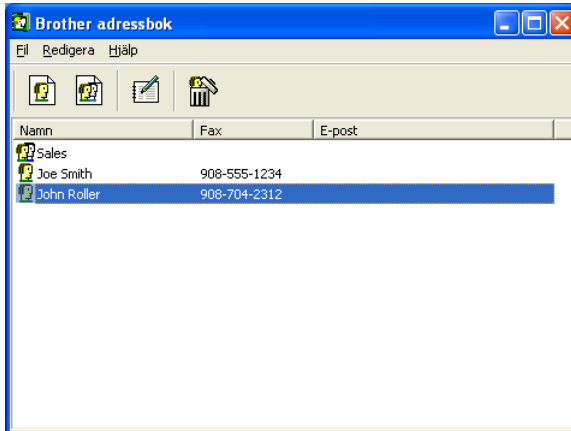 Brother adressbok
Fil Redigera Hjälp
Namn Fax E-post
Sales
Joe Smith 908-555-1234
John Roller 908-704-2312